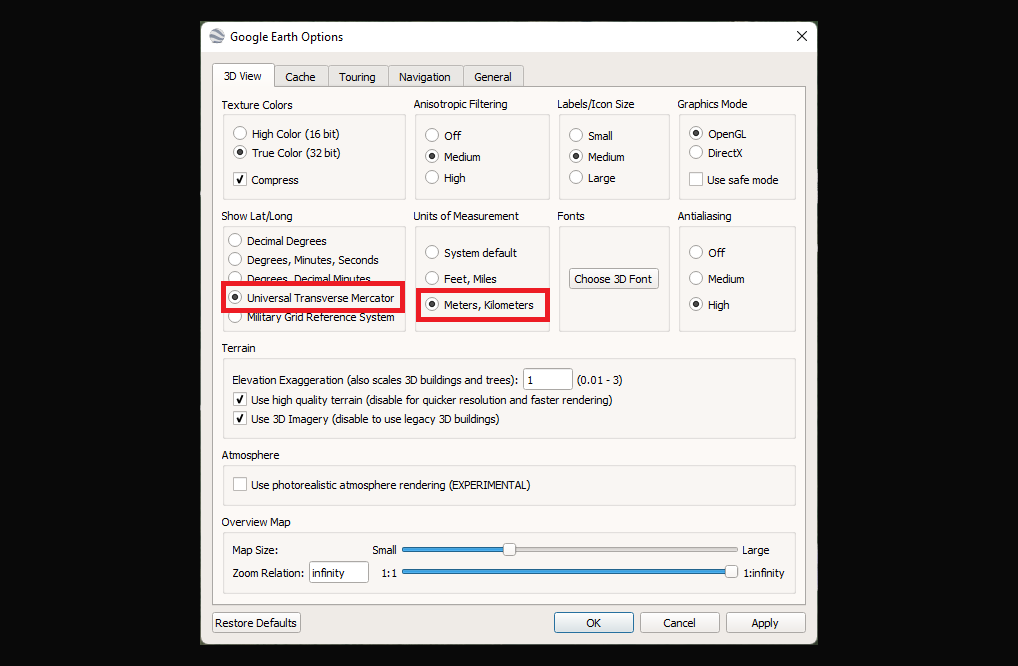 Google Earth Options
3D View
Cache
Touring
Navigation
General
Texture Colors
High Color (16 bit)
True Color (32 bit)
Compress
Anisotropic Filtering
Off
Medium
High
Labels/Icon Size
Small
Medium
Large
Graphics Mode
OpenGL
DirectX
Use safe mode
Show Lat/Long
Decimal Degrees
Degrees, Minutes, Seconds
Degrees, Decimal Minutes
Universal Transverse Mercator
Military Grid Reference System
Units of Measurement
System default
Feet, Miles
Meters, Kilometers
Fonts
Choose 3D Font
Antialiasing
Off
Medium
High
Terrain
Elevation Exaggeration (also scales 3D buildings and trees): 1 (0.01 - 3)
Use high quality terrain (disable for quicker resolution and faster rendering)
Use 3D Imagery (disable to use legacy 3D buildings)
Atmosphere
Use photorealistic atmosphere rendering (EXPERIMENTAL)
Overview Map
Map Size: Small Large
Zoom Relation: infinity 1:1 1:infinity
Restore Defaults
OK
Cancel
Apply